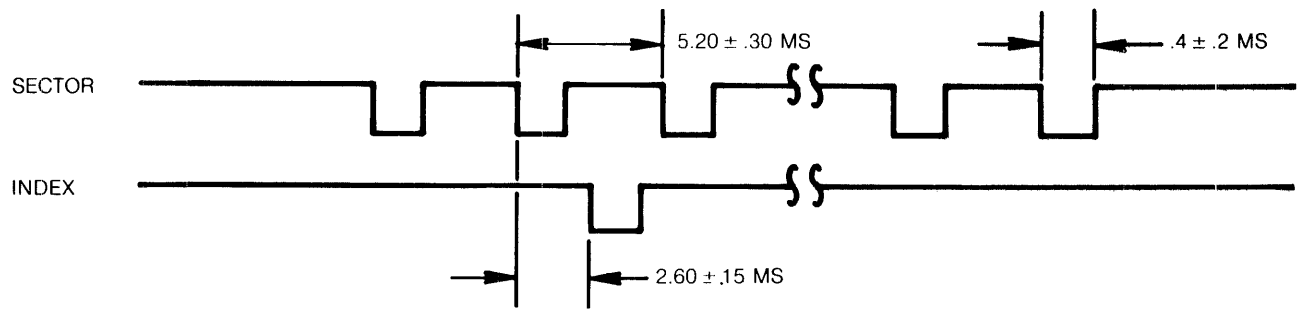 5.20 ± .30 MS
.4 ± .2 MS
SECTOR
INDEX
2.60 ± .15 MS